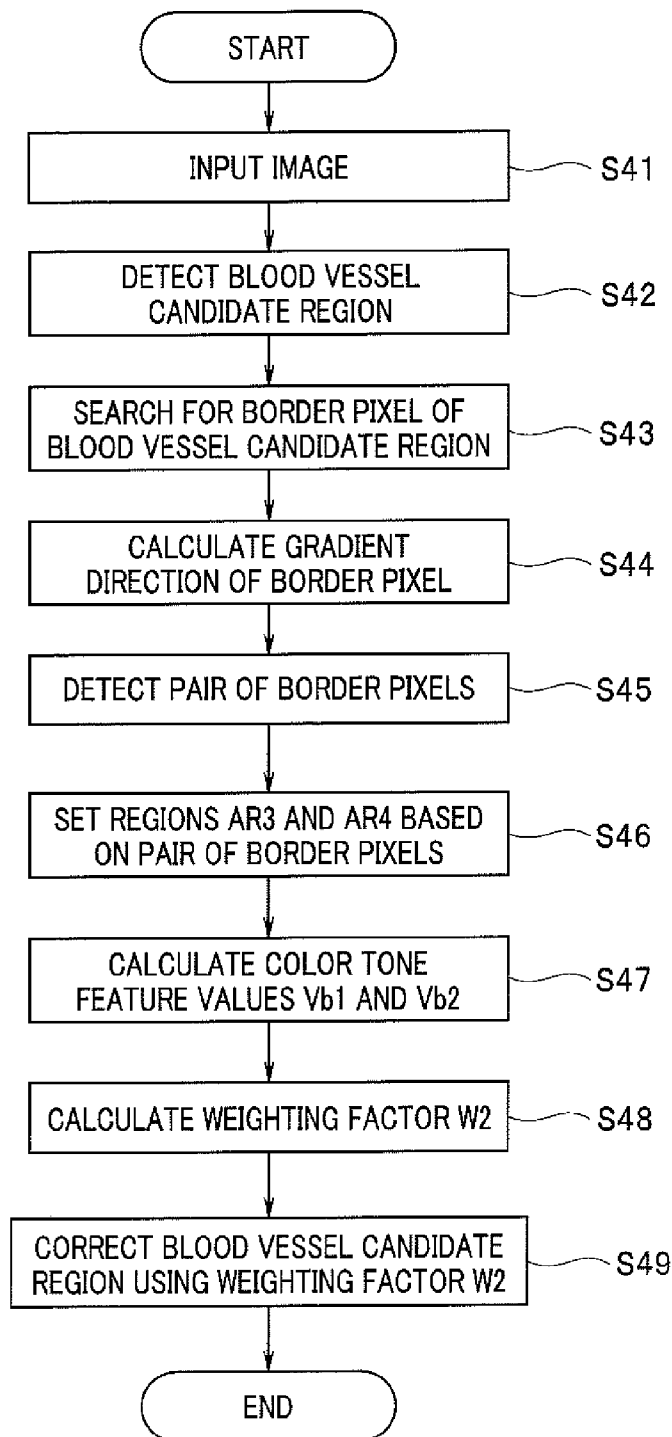 START
INPUT IMAGE
S41
DETECT BLOOD VESSEL
CANDIDATE REGION
S42
SEARCH FOR BORDER PIXEL OF
BLOOD VESSEL CANDIDATE REGION
S43
CALCULATE GRADIENT
DIRECTION OF BORDER PIXEL
S44
DETECT PAIR OF BORDER PIXELS
S45
SET REGIONS AR3 AND AR4 BASED
ON PAIR OF BORDER PIXELS
S46
CALCULATE COLOR TONE
FEATURE VALUES Vb1 AND Vb2
S47
CALCULATE WEIGHTING FACTOR W2
S48
CORRECT BLOOD VESSEL CANDIDATE
REGION USING WEIGHTING FACTOR W2
S49
END